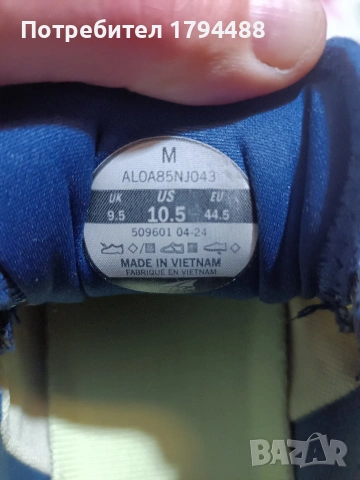 Потребител 1794488
M
AL0A85NJ043
UK US EU
9.5 10.5 44.5
509601 04-24
MADE IN VIETNAM
FABRIQUÉ EN VIETNAM
BAZAR